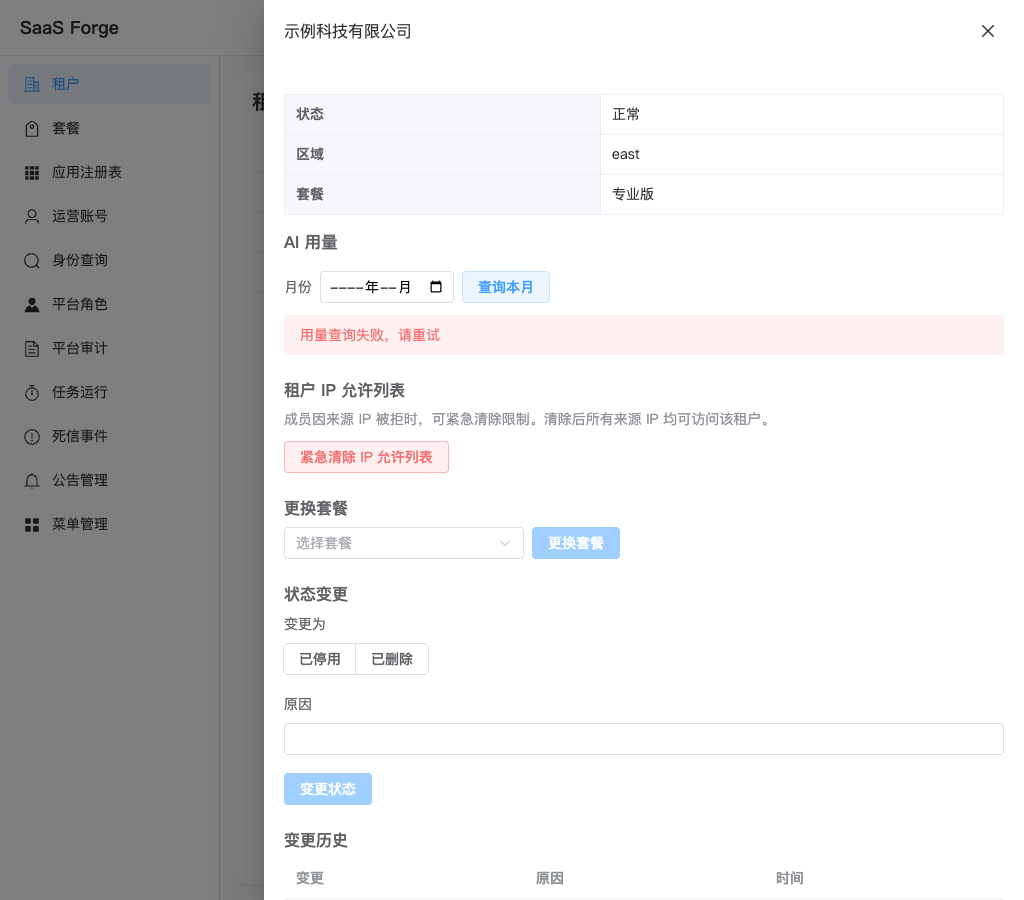 SaaS Forge
租户
套餐
应用注册表
运营账号
身份查询
平台角色
平台审计
任务运行
死信事件
公告管理
菜单管理
示例科技有限公司
状态 正常
区域 east
套餐 专业版
AI 用量
月份 ----年--月 查询本月
用量查询失败，请重试
租户 IP 允许列表
成员因来源 IP 被拒时，可紧急清除限制。清除后所有来源 IP 均可访问该租户。
紧急清除 IP 允许列表
更换套餐
选择套餐 更换套餐
状态变更
变更为
已停用 已删除
原因
变更状态
变更历史
变更 原因 时间